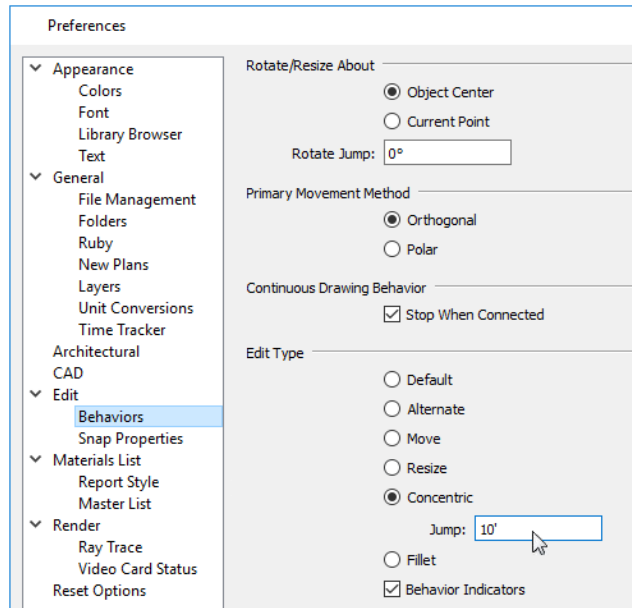 Preferences
Appearance
Colors
Font
Library Browser
Text
General
File Management
Folders
Ruby
New Plans
Layers
Unit Conversions
Time Tracker
Architectural
CAD
Edit
Behaviors
Snap Properties
Materials List
Report Style
Master List
Render
Ray Trace
Video Card Status
Reset Options
Rotate/Resize About
Object Center
Current Point
Rotate Jump: 0°
Primary Movement Method
Orthogonal
Polar
Continuous Drawing Behavior
Stop When Connected
Edit Type
Default
Alternate
Move
Resize
Concentric
Jump: 10'
Fillet
Behavior Indicators